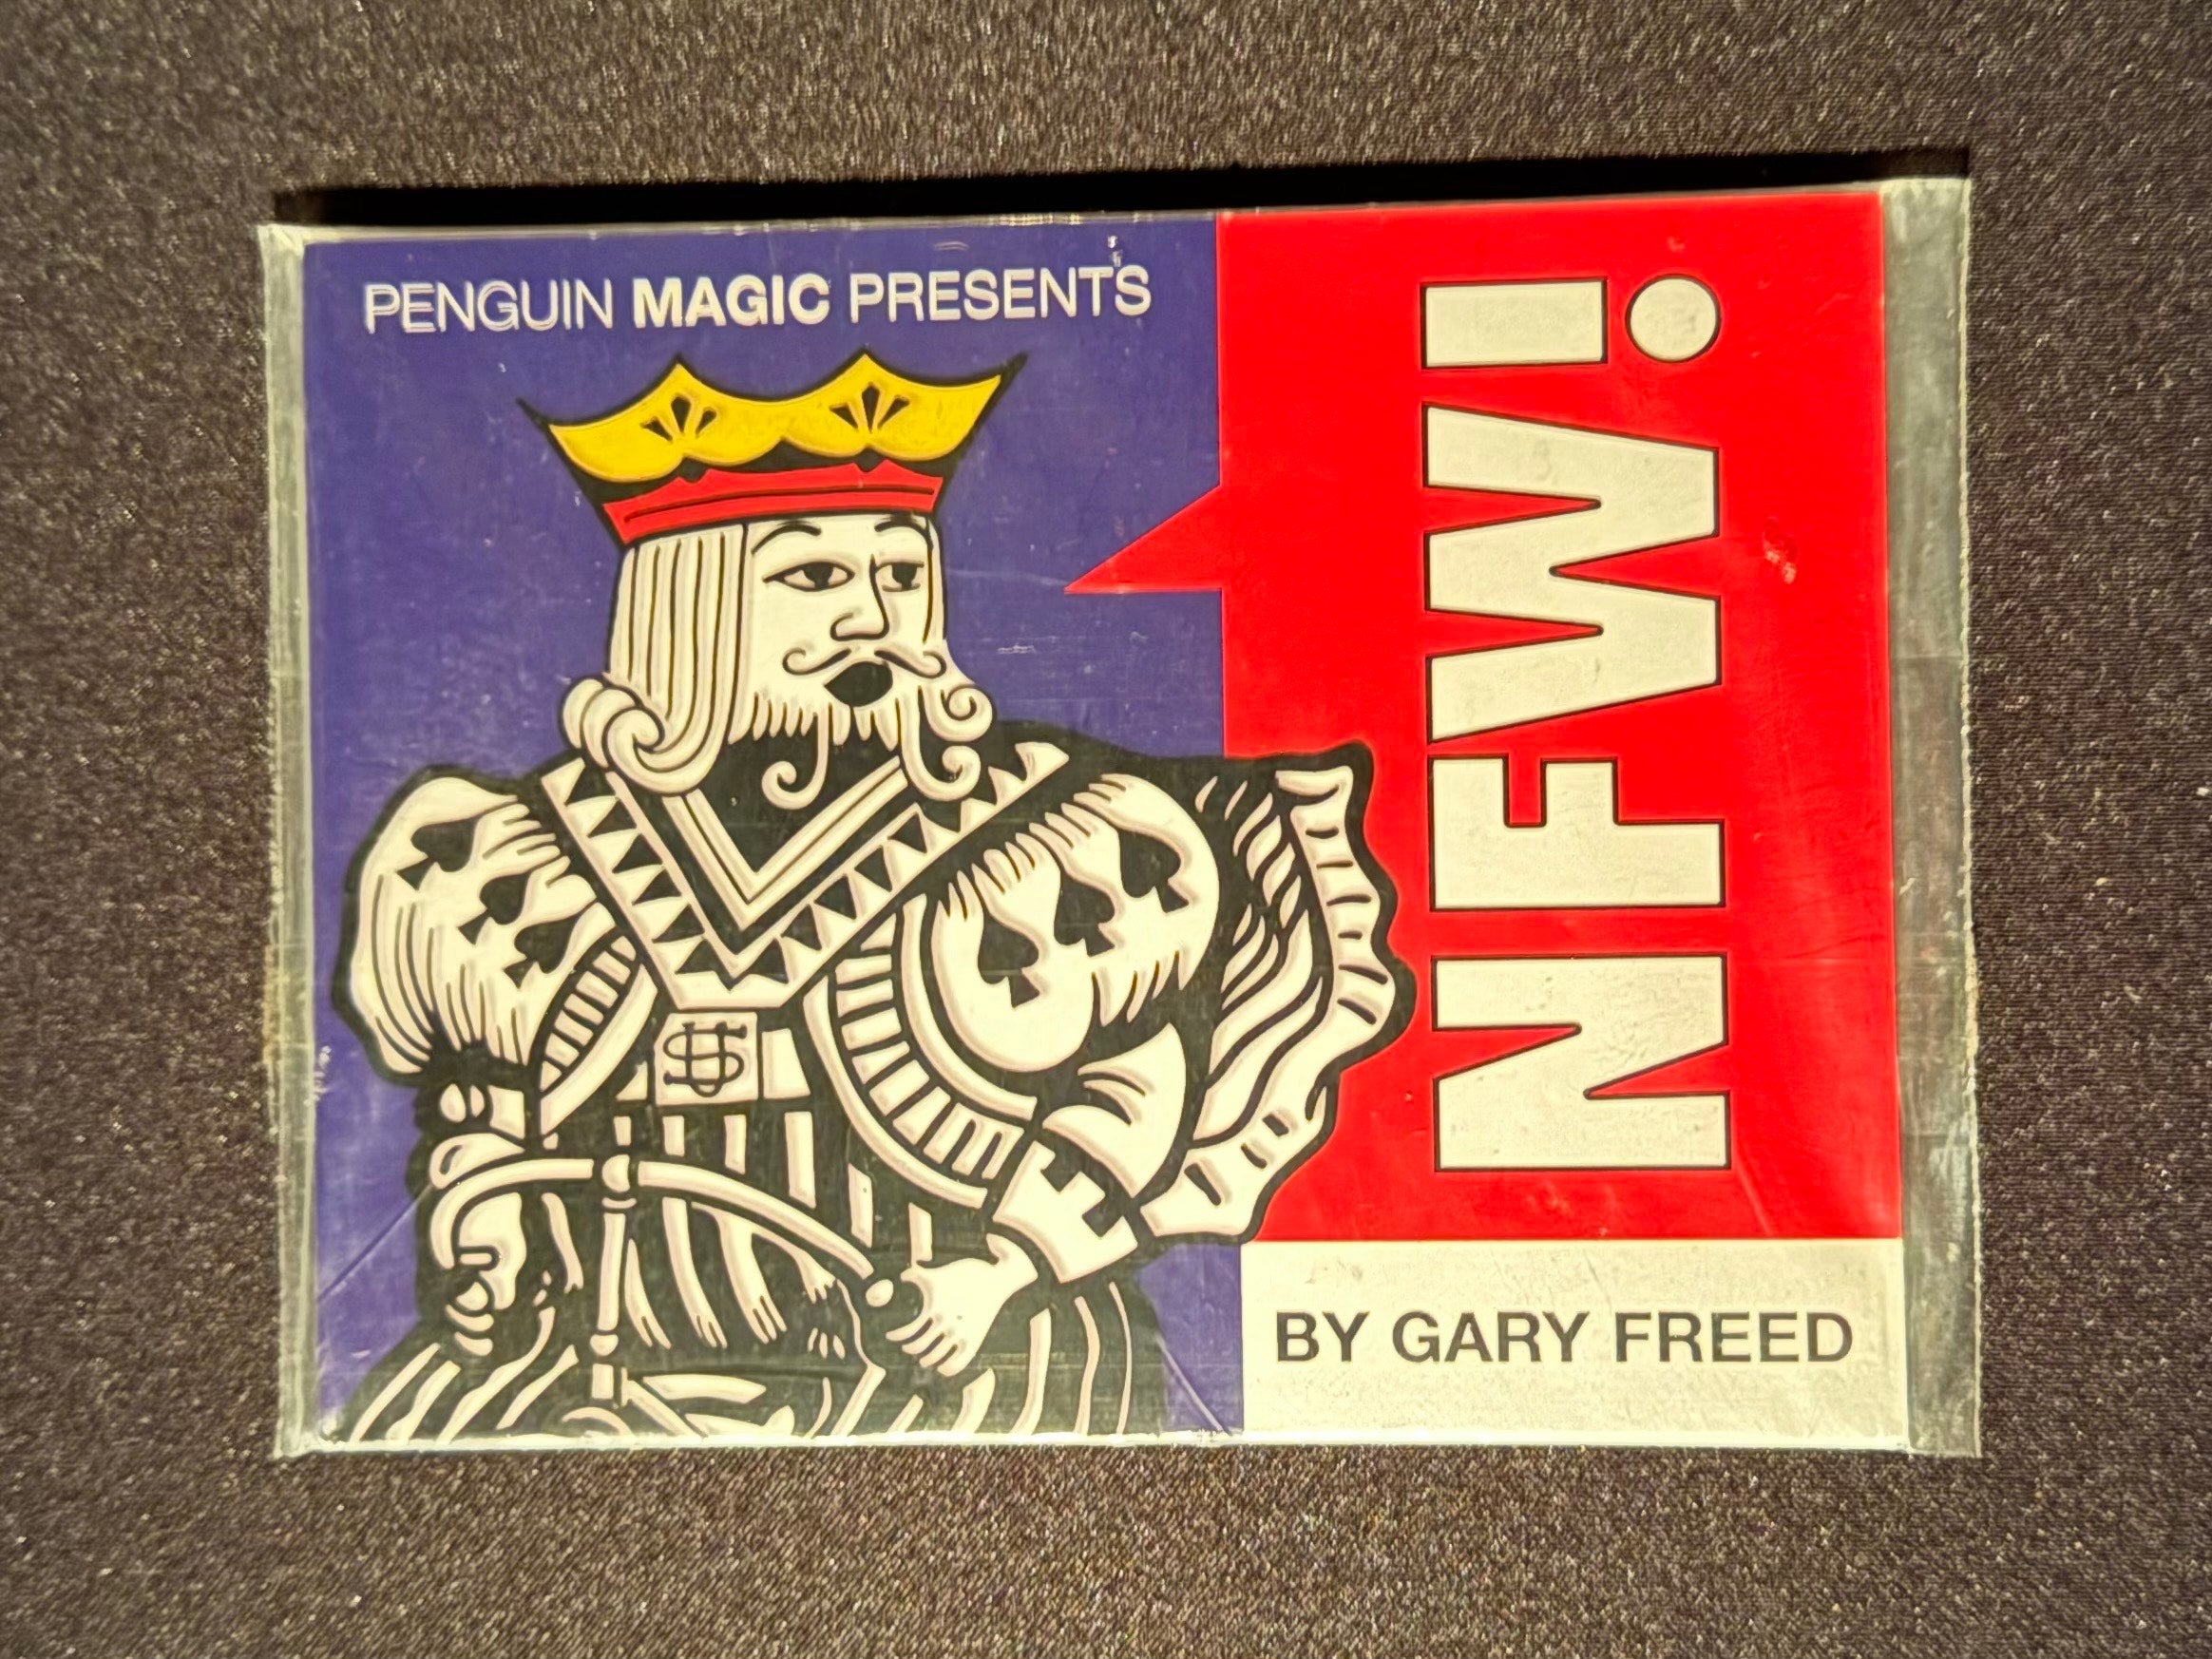 PENGUIN MAGIC PRESENTS
NFW!
BY GARY FREED